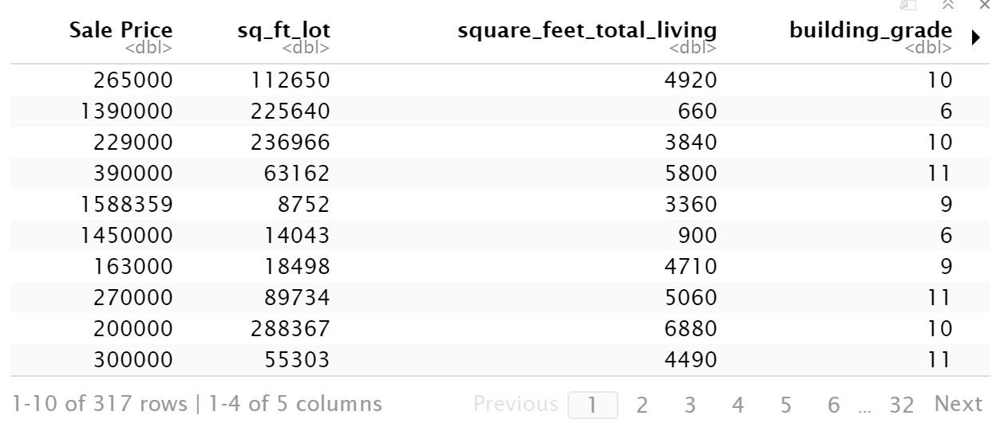 Sale Price sq_ft_lot square_feet_total_living building_grade
<dbl> <dbl> <dbl> <dbl>
265000 112650 4920 10
1390000 225640 660 6
229000 236966 3840 10
390000 63162 5800 11
1588359 8752 3360 9
1450000 14043 900 6
163000 18498 4710 9
270000 89734 5060 11
200000 288367 6880 10
300000 55303 4490 11
1-10 of 317 rows | 1-4 of 5 columns Previous 1 2 3 4 5 6 ... 32 Next